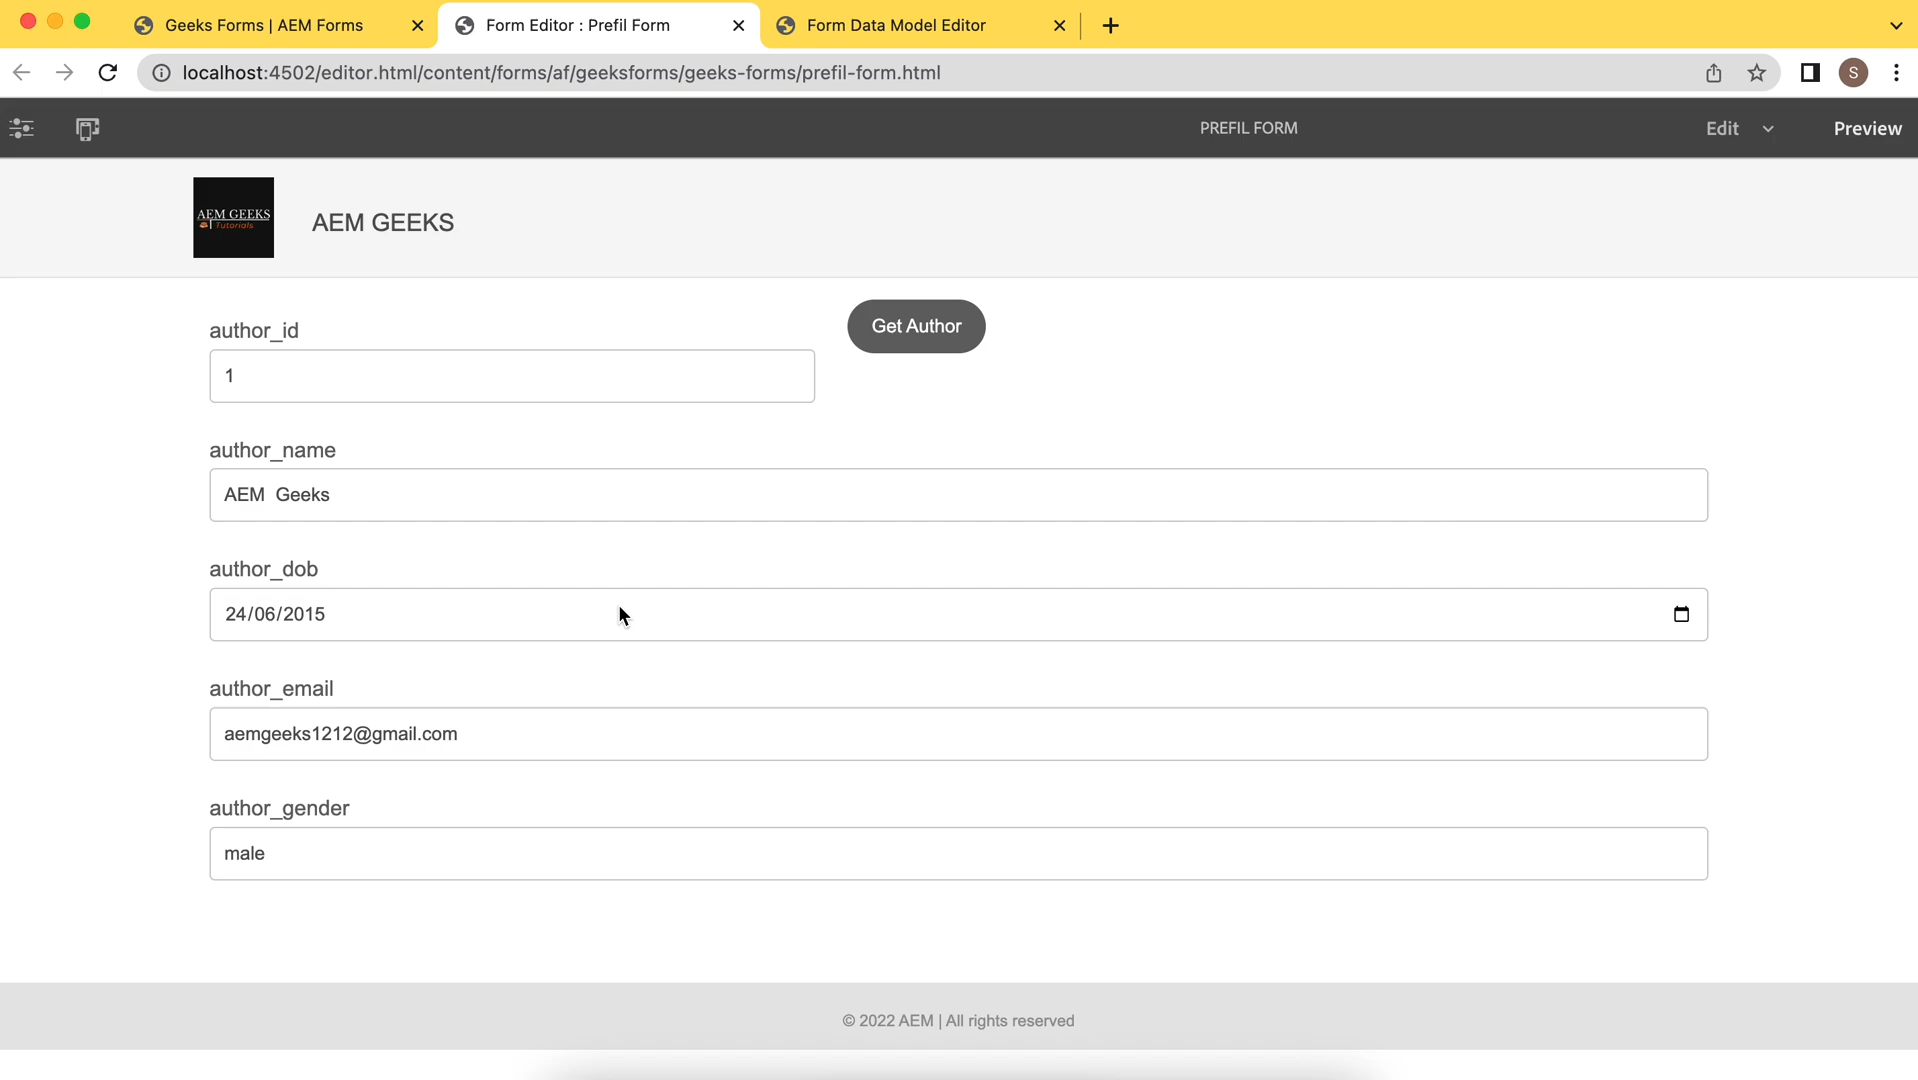 Geeks Forms | AEM Forms
Form Editor : Prefil Form
Form Data Model Editor
localhost:4502/editor.html/content/forms/af/geeksforms/geeks-forms/prefil-form.html
S
PREFIL FORM
Edit
Preview
AEM GEEKS
Tutorials
AEM GEEKS
author_id
Get Author
1
author_name
AEM  Geeks
author_dob
24/06/2015
author_email
aemgeeks1212@gmail.com
author_gender
male
© 2022 AEM | All rights reserved